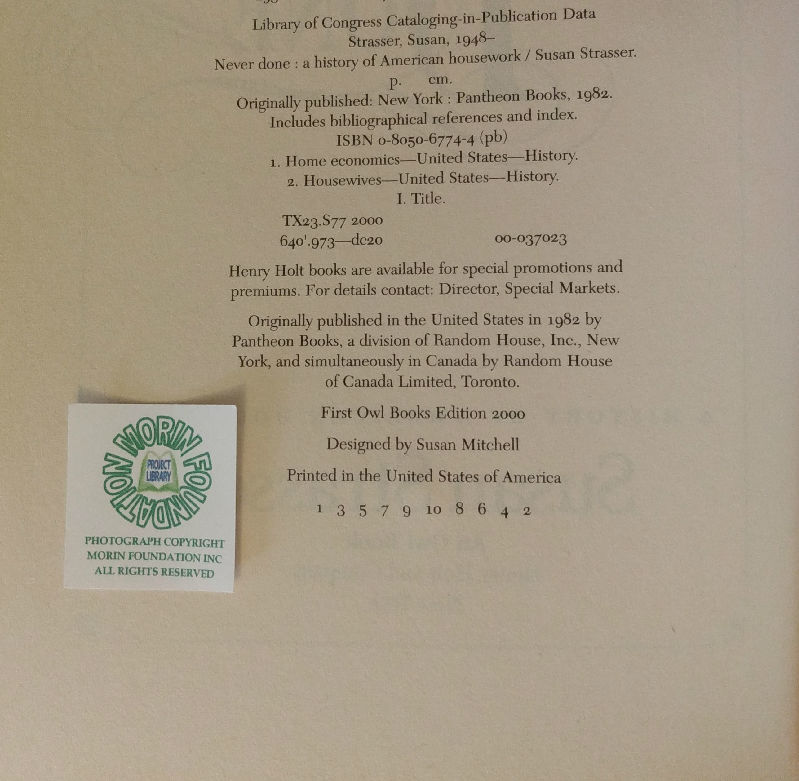 Library of Congress Cataloging-in-Publication Data
Strasser, Susan, 1948–
Never done : a history of American housework / Susan Strasser.
p. cm.
Originally published: New York : Pantheon Books, 1982.
Includes bibliographical references and index.
ISBN 0-8050-6774-4 (pb)
1. Home economics—United States—History.
2. Housewives—United States—History.
I. Title.
TX23.S77 2000
640'.973—dc20 00-037023
Henry Holt books are available for special promotions and
premiums. For details contact: Director, Special Markets.
Originally published in the United States in 1982 by
Pantheon Books, a division of Random House, Inc., New
York, and simultaneously in Canada by Random House
of Canada Limited, Toronto.
First Owl Books Edition 2000
Designed by Susan Mitchell
Printed in the United States of America
1 3 5 7 9 10 8 6 4 2
MORIN FOUNDATION
PROJECT
LIBRARY
PHOTOGRAPH COPYRIGHT
MORIN FOUNDATION INC
ALL RIGHTS RESERVED